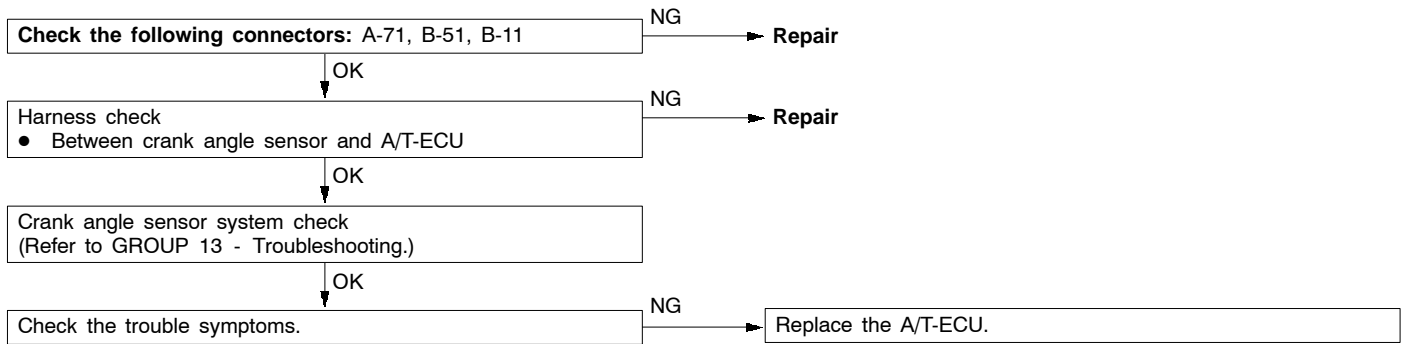 NG
Check the following connectors: A-71, B-51, B-11
Repair
OK
NG
Harness check
● Between crank angle sensor and A/T-ECU
Repair
OK
Crank angle sensor system check
(Refer to GROUP 13 - Troubleshooting.)
OK
NG
Check the trouble symptoms.
Replace the A/T-ECU.